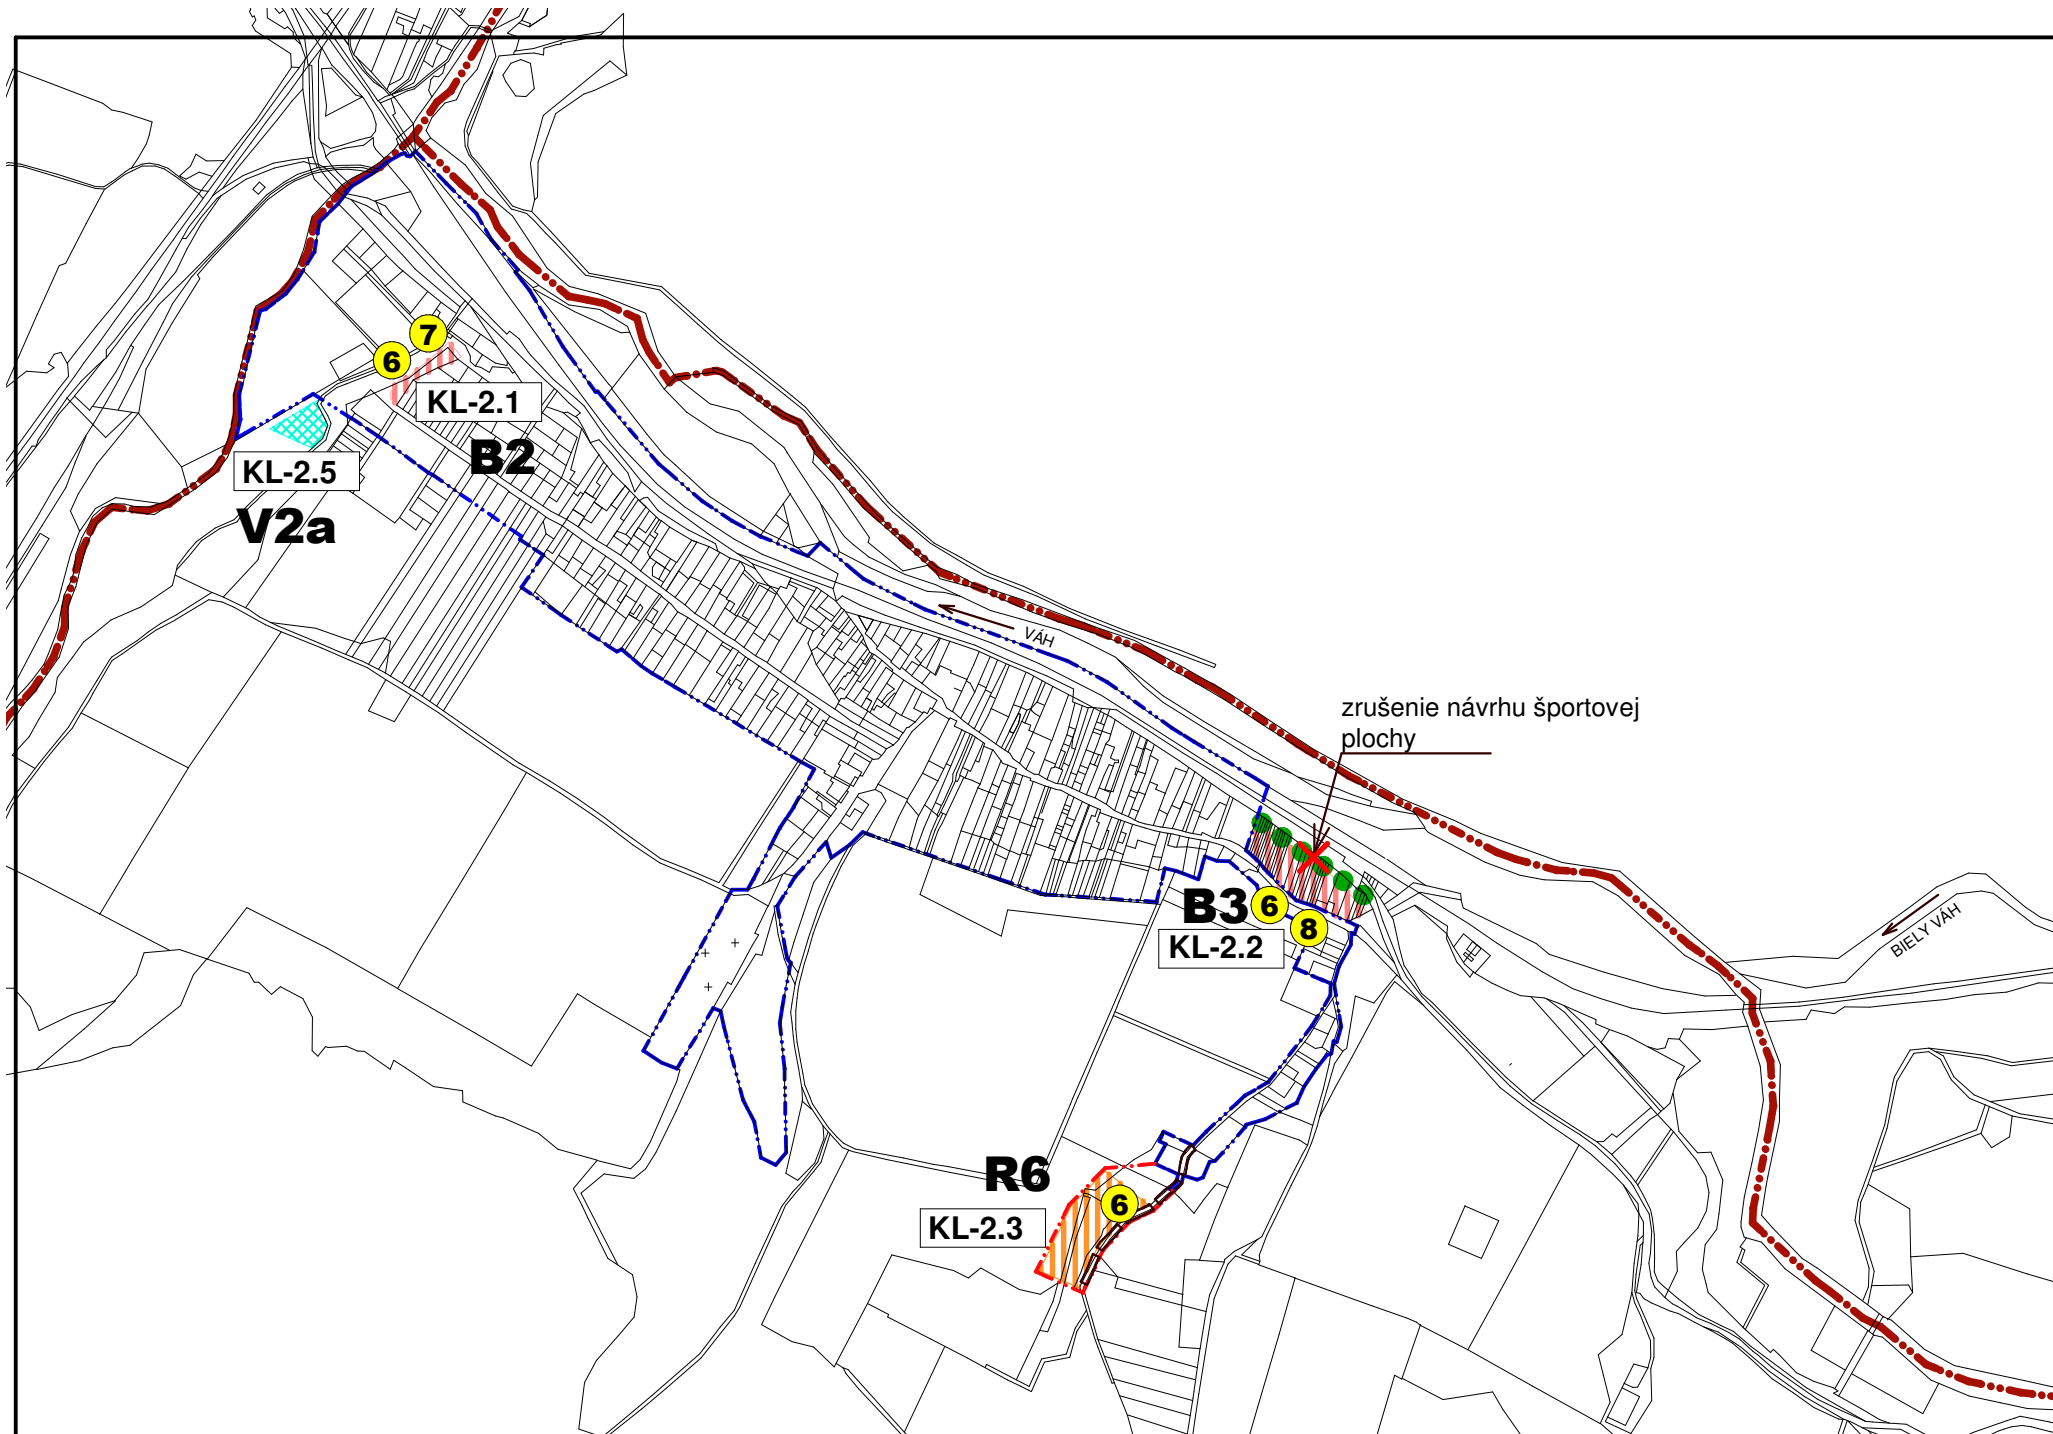 7
6
KL-2.1
B2
KL-2.5
V2a
VÁH
zrušenie návrhu športovej
plochy
B3
6
8
KL-2.2
BIELY VÁH
R6
6
KL-2.3